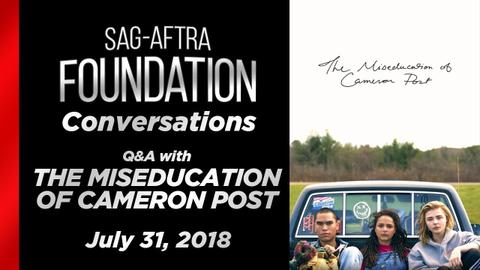 SAG-AFTRA
FOUNDATION
Conversations
Q&A with
THE MISEDUCATION
OF CAMERON POST
July 31, 2018
The Miseducation of
Cameron Post